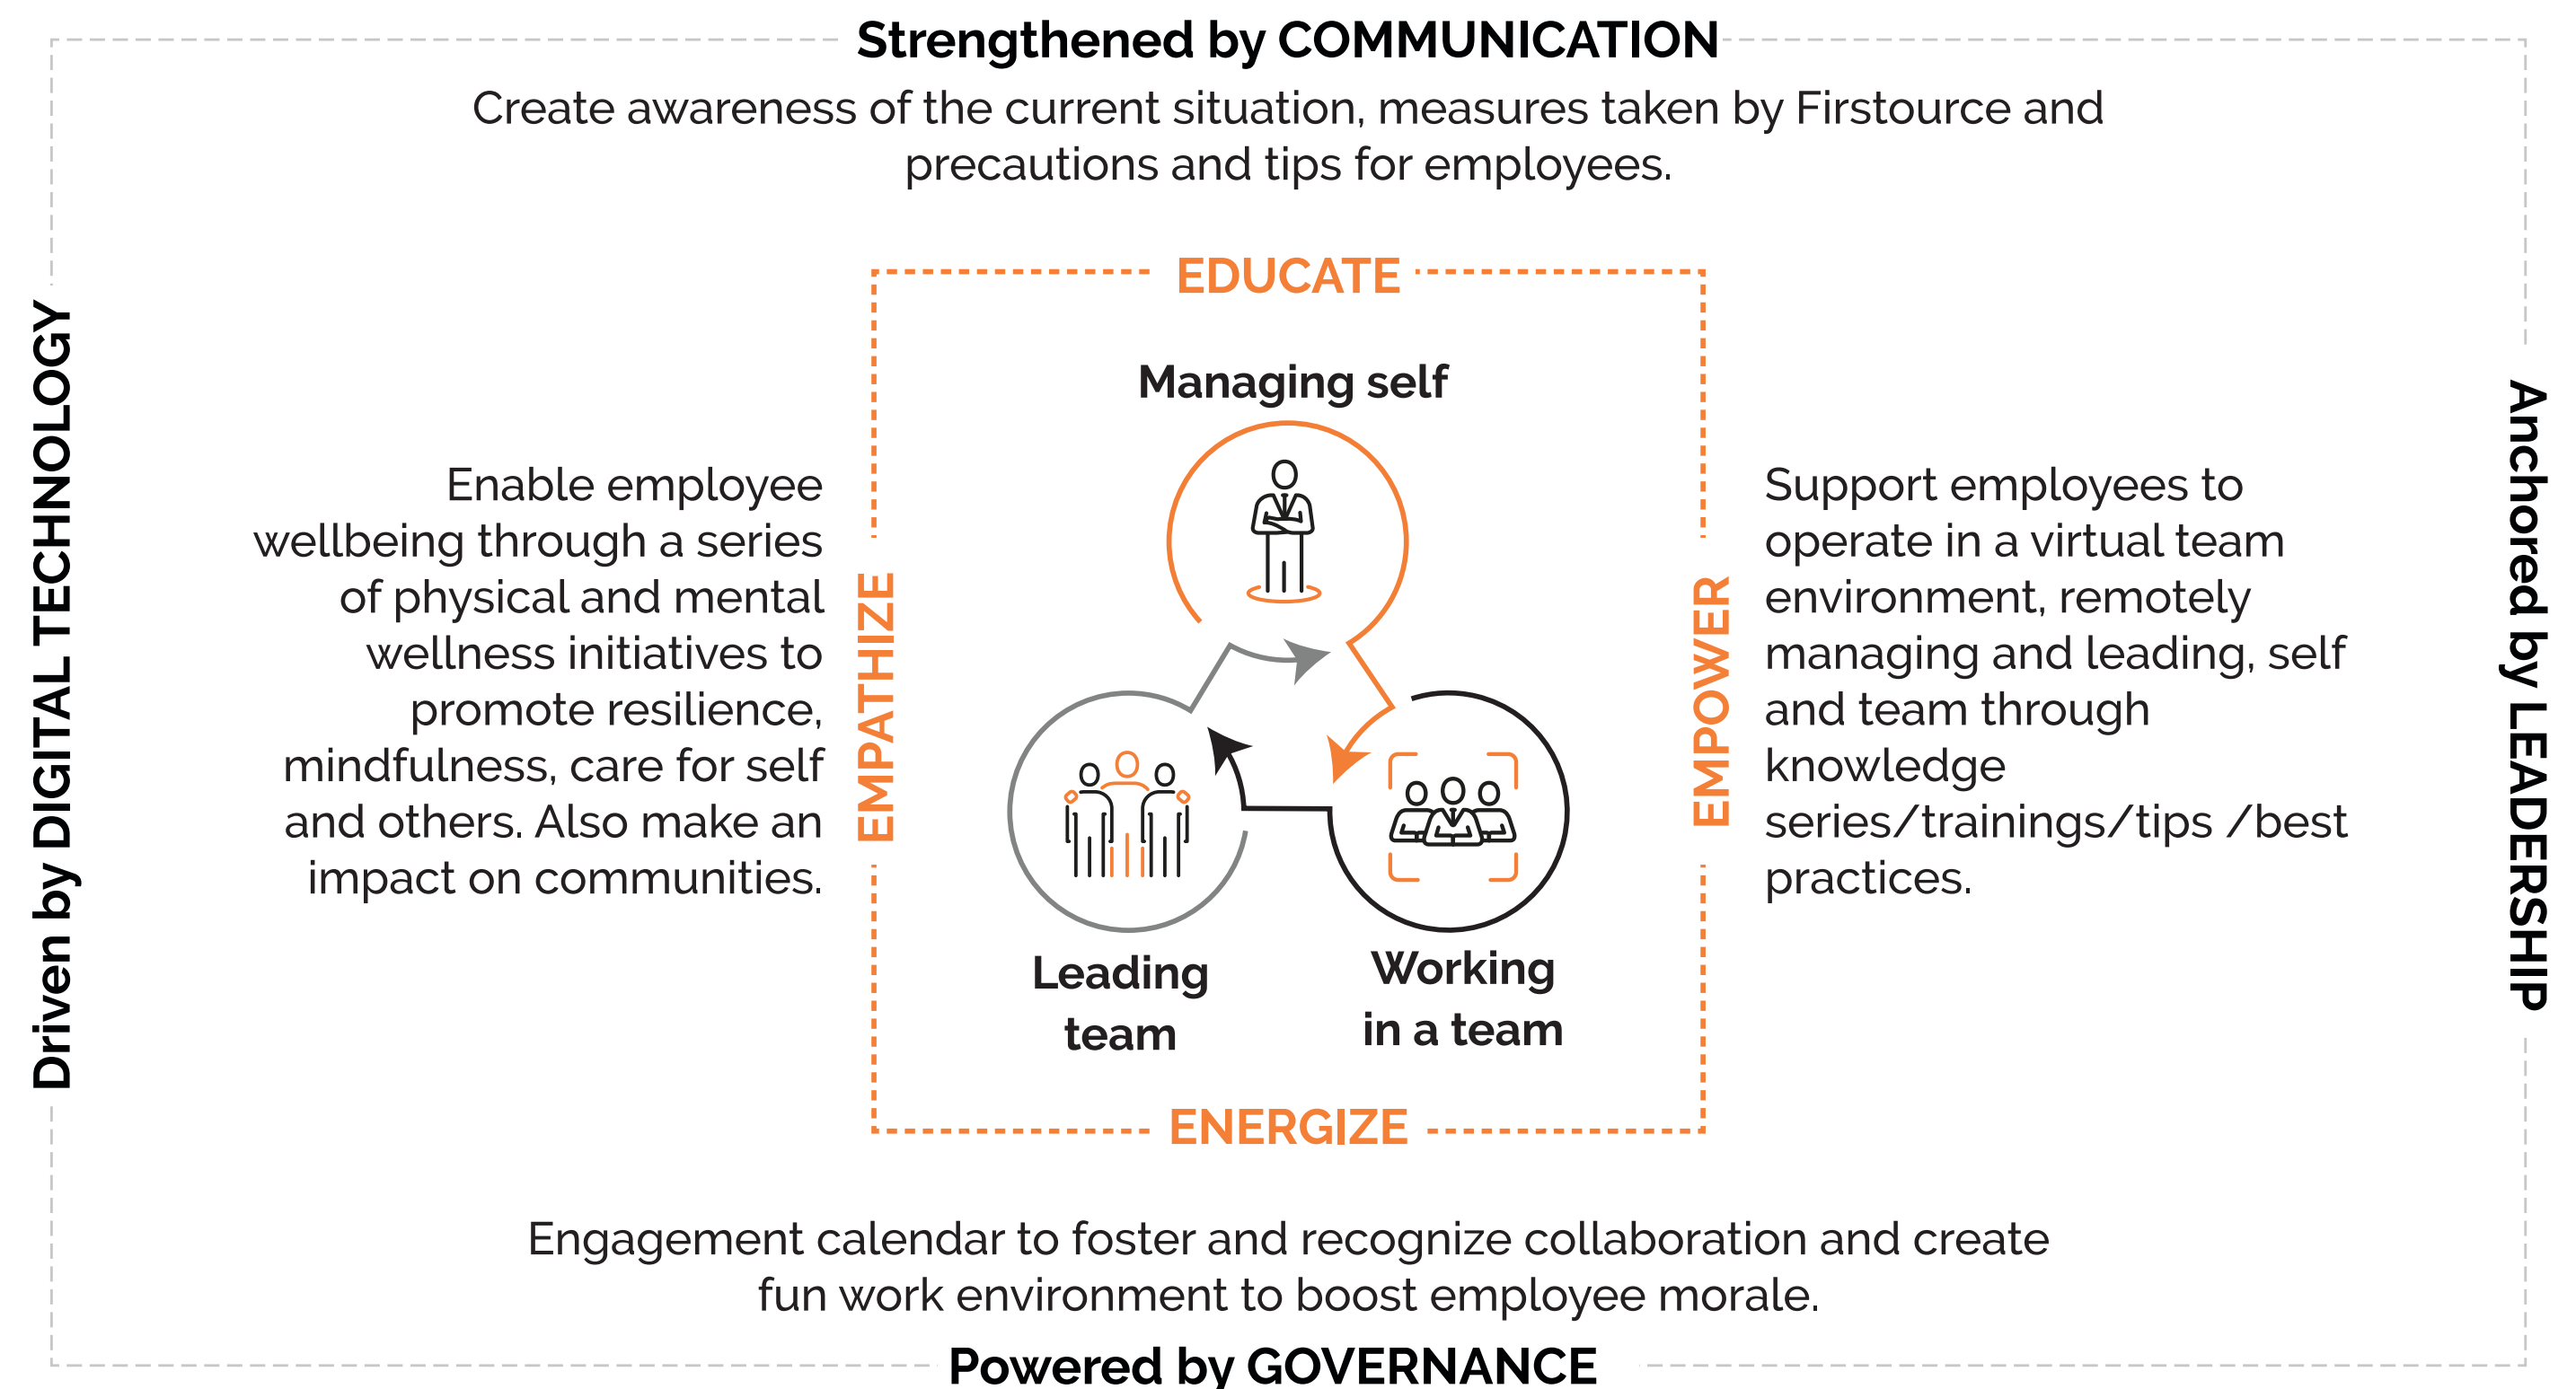 Strengthened by COMMUNICATION
Create awareness of the current situation, measures taken by Firstource and
precautions and tips for employees.
Driven by DIGITAL TECHNOLOGY
Enable employee
wellbeing through a series
of physical and mental
wellness initiatives to
promote resilience,
mindfulness, care for self
and others. Also make an
impact on communities.
EMPATHIZE
EDUCATE
Managing self
Leading
team
Working
in a team
ENERGIZE
EMPOWER
Support employees to
operate in a virtual team
environment, remotely
managing and leading, self
and team through
knowledge
series/trainings/tips /best
practices.
Anchored by LEADERSHIP
Engagement calendar to foster and recognize collaboration and create
fun work environment to boost employee morale.
Powered by GOVERNANCE